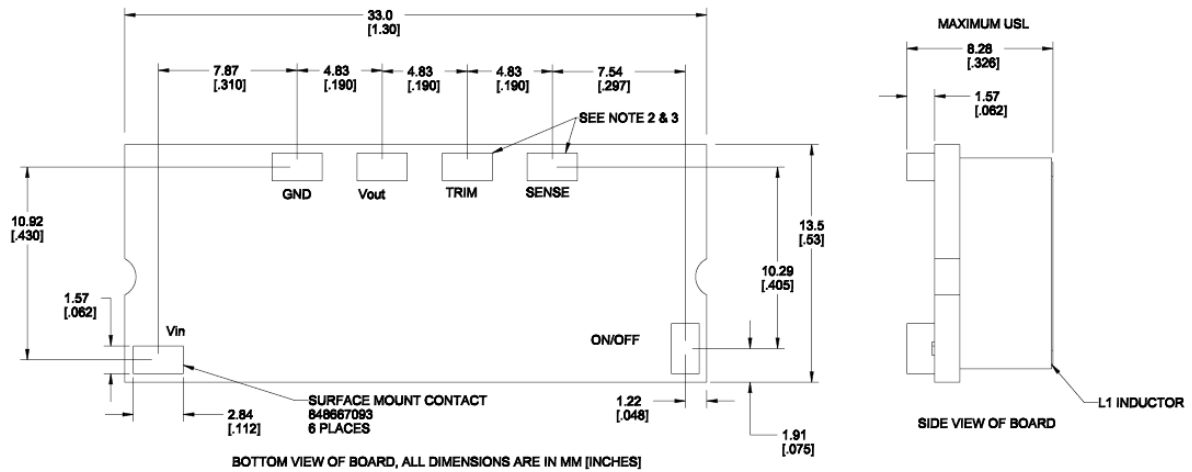 33.0
[1.30]
MAXIMUM USL
8.28
[.326]
7.87
[.310]
4.83
[.190]
4.83
[.190]
4.83
[.190]
7.54
[.297]
1.57
[.062]
SEE NOTE 2 & 3
GND
Vout
TRIM
SENSE
10.92
[.430]
13.5
[.53]
10.29
[.405]
1.57
[.062]
Vin
ON/OFF
SURFACE MOUNT CONTACT
848667093
6 PLACES
2.84
[.112]
1.22
[.048]
1.91
[.075]
L1 INDUCTOR
SIDE VIEW OF BOARD
BOTTOM VIEW OF BOARD, ALL DIMENSIONS ARE IN MM [INCHES]